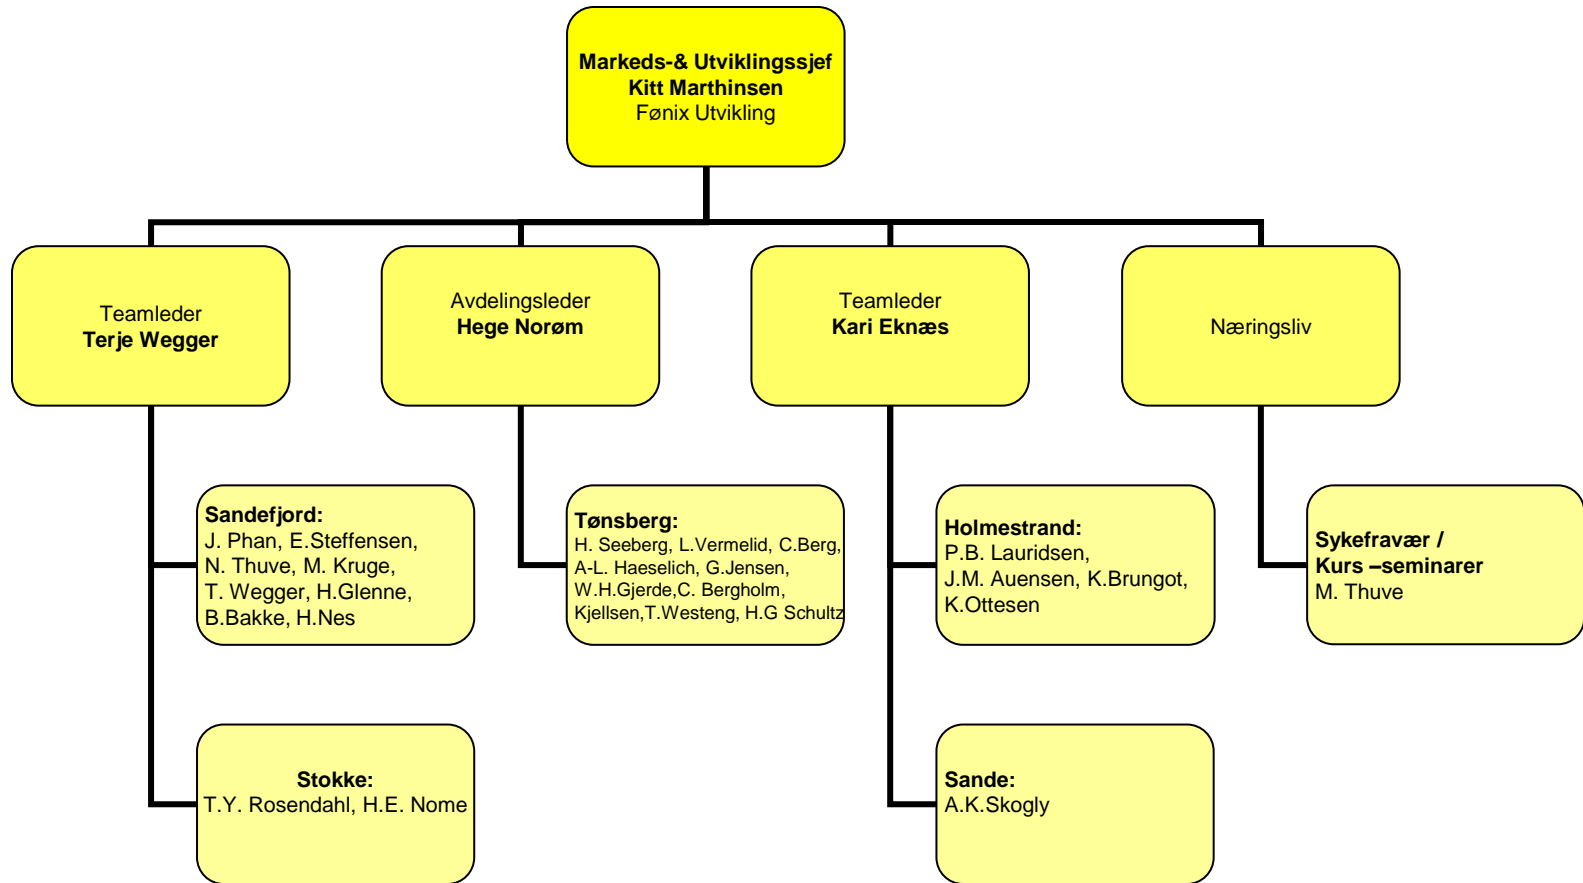 Markeds-& Utviklingssjef
Kitt Marthinsen
Fønix Utvikling
Teamleder
Terje Wegger
Avdelingsleder
Hege Norøm
Teamleder
Kari Eknæs
Næringsliv
Sandefjord:
J. Phan, E.Steffensen,
N. Thuve, M. Kruge,
T. Wegger, H.Glenne,
B.Bakke, H.Nes
Tønsberg:
H. Seeberg, L.Vermelid, C.Berg,
A-L. Haeselich, G.Jensen,
W.H.Gjerde,C. Bergholm,
Kjellsen,T.Westeng, H.G Schultz
Holmestrand:
P.B. Lauridsen,
J.M. Auensen, K.Brungot,
K.Ottesen
Sykefravær /
Kurs –seminarer
M. Thuve
Stokke:
T.Y. Rosendahl, H.E. Nome
Sande:
A.K.Skogly